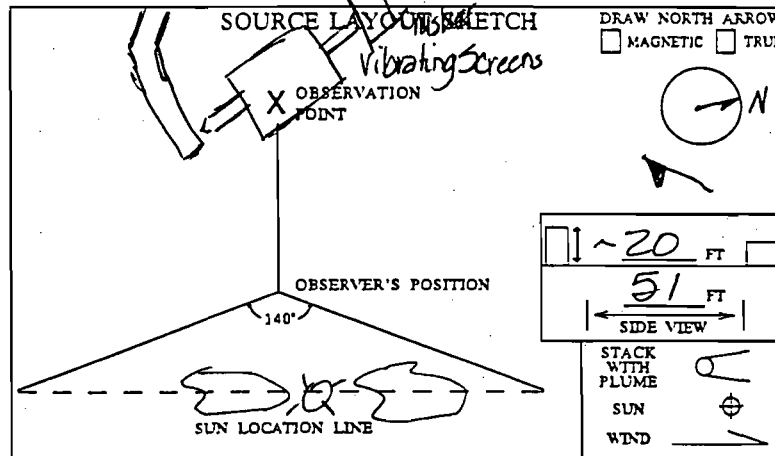 SOURCE LAYOUT SKETCH
DRAW NORTH ARROW
MAGNETIC TRUE
Vibrating Screens
X OBSERVATION
POINT
N
~20 FT
51 FT
SIDE VIEW
OBSERVER'S POSITION
140°
SUN LOCATION LINE
STACK
WITH
PLUME
SUN
WIND